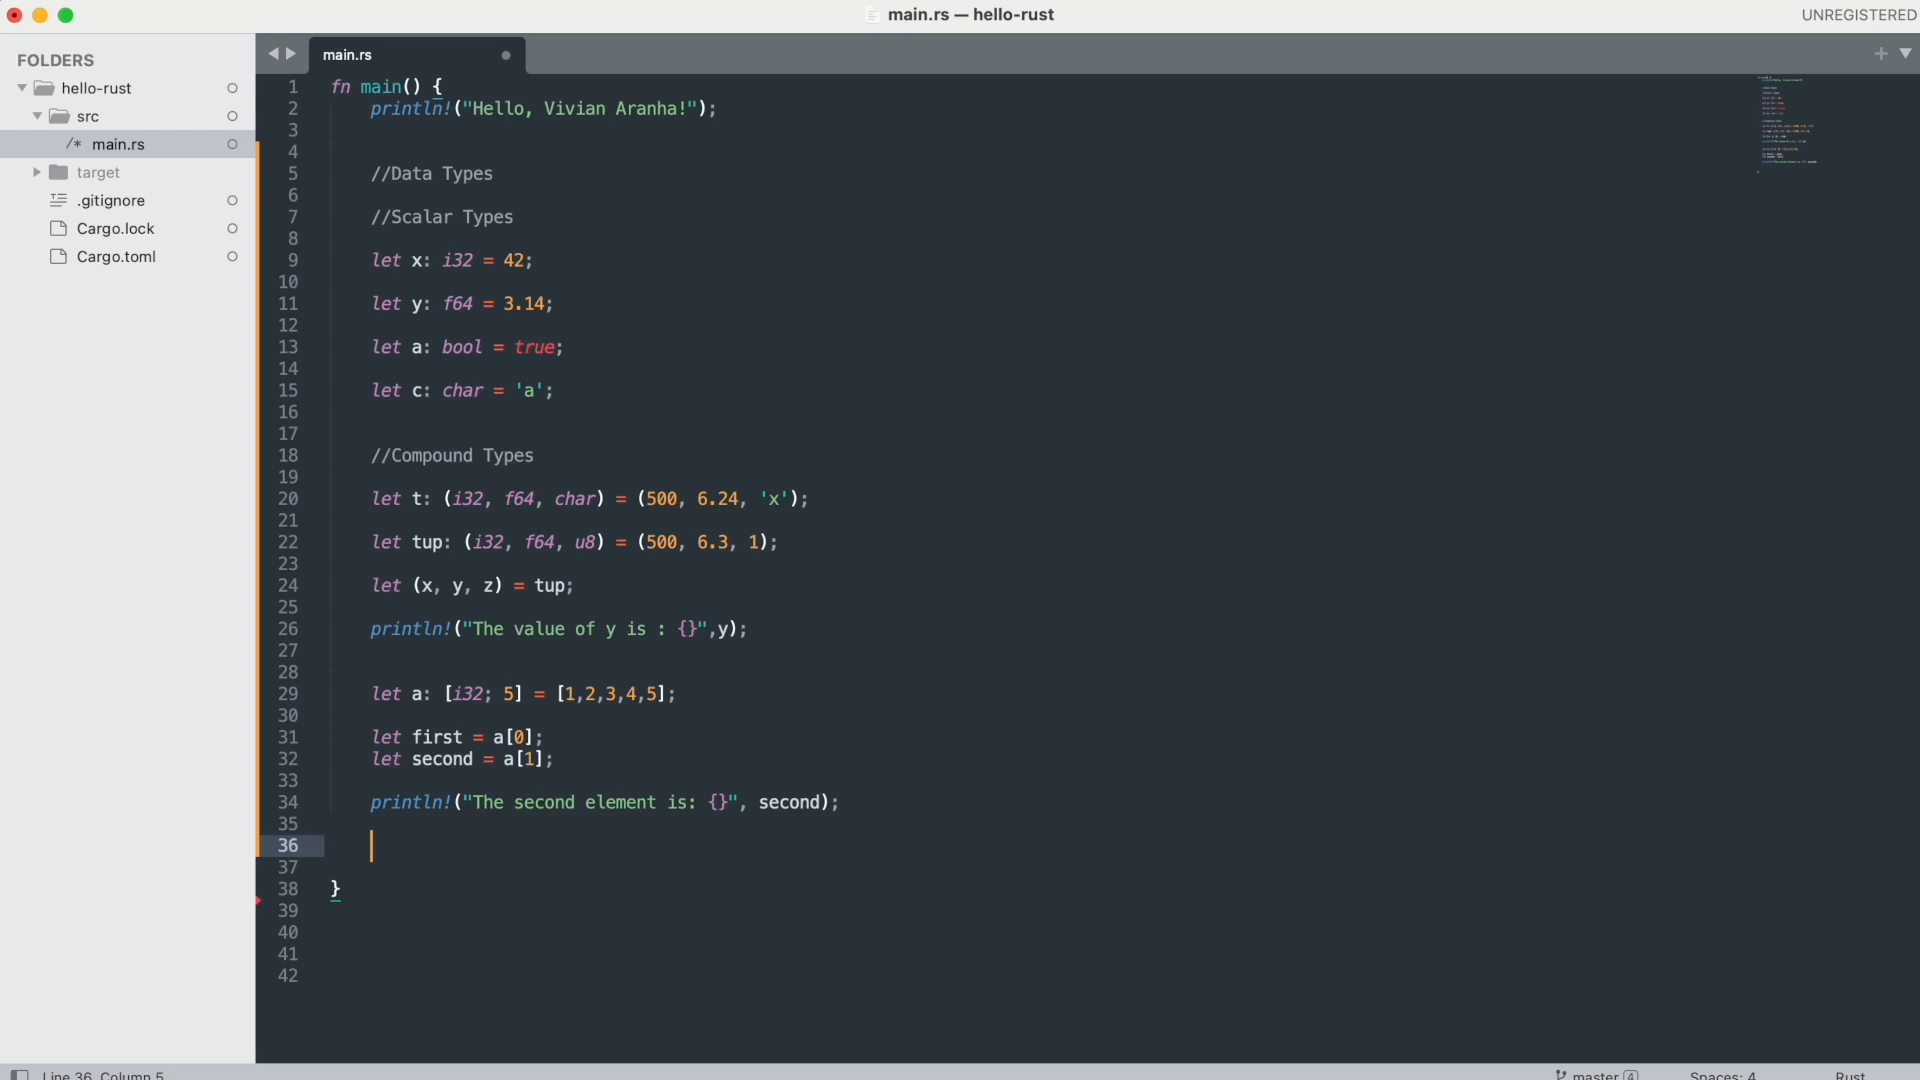 main.rs — hello-rust
UNREGISTERED
FOLDERS
hello-rust
src
/* main.rs
target
.gitignore
Cargo.lock
Cargo.toml
main.rs
1 fn main() {
2 println!("Hello, Vivian Aranha!");
3
4
5 //Data Types
6
7 //Scalar Types
8
9 let x: i32 = 42;
10
11 let y: f64 = 3.14;
12
13 let a: bool = true;
14
15 let c: char = 'a';
16
17
18 //Compound Types
19
20 let t: (i32, f64, char) = (500, 6.24, 'x');
21
22 let tup: (i32, f64, u8) = (500, 6.3, 1);
23
24 let (x, y, z) = tup;
25
26 println!("The value of y is : {}",y);
27
28
29 let a: [i32; 5] = [1,2,3,4,5];
30
31 let first = a[0];
32 let second = a[1];
33
34 println!("The second element is: {}", second);
35
36
37
38 }
39
40
41
42
Line 36, Column 5
master 4
Spaces: 4
Rust